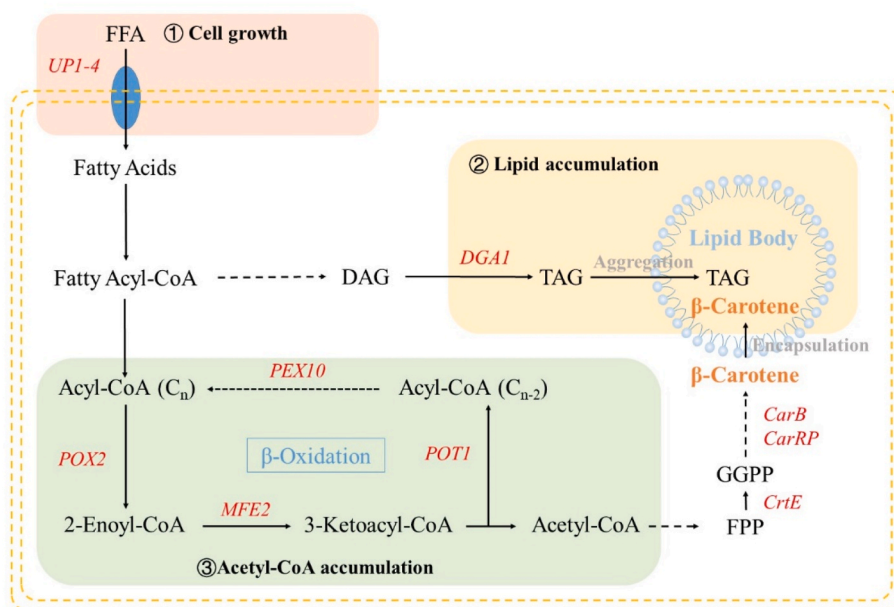 FFA
① Cell growth
UP1-4
Fatty Acids
② Lipid accumulation
Lipid Body
Fatty Acyl-CoA
DAG
DGA1
TAG
Aggregation
TAG
β-Carotene
Encapsulation
β-Carotene
Acyl-CoA (Cn)
PEX10
Acyl-CoA (Cn-2)
CarB
CarRP
POX2
β-Oxidation
POT1
GGPP
CrtE
2-Enoyl-CoA
MFE2
3-Ketoacyl-CoA
Acetyl-CoA
FPP
③Acetyl-CoA accumulation